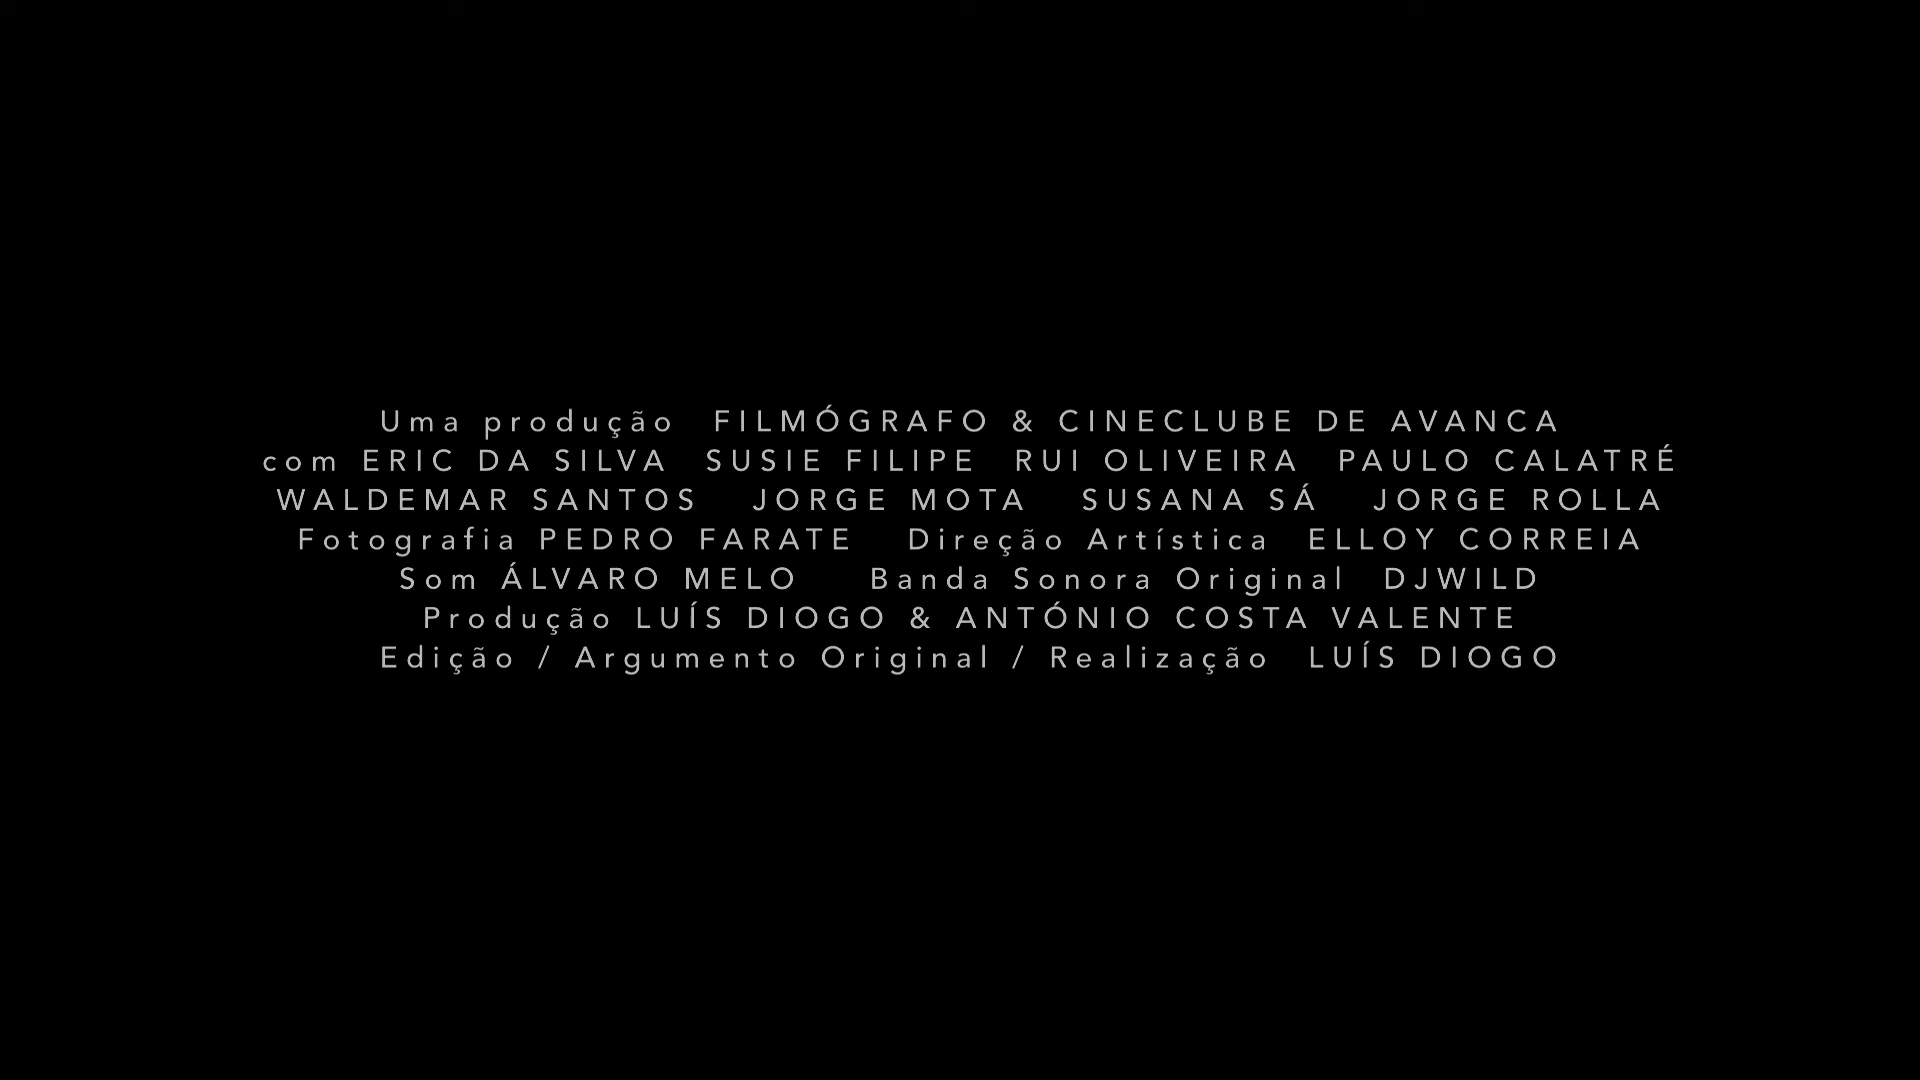 Uma produção FILMÓGRAFO & CINECLUBE DE AVANCA
com ERIC DA SILVA SUSIE FILIPE RUI OLIVEIRA PAULO CALATRÉ
WALDEMAR SANTOS JORGE MOTA SUSANA SÁ JORGE ROLLA
Fotografia PEDRO FARATE Direção Artística ELLOY CORREIA
Som ÁLVARO MELO Banda Sonora Original DJWILD
Produção LUÍS DIOGO & ANTÓNIO COSTA VALENTE
Edição / Argumento Original / Realização LUÍS DIOGO